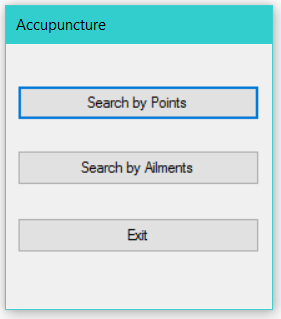 Accupuncture
Search by Points
Search by Ailments
Exit